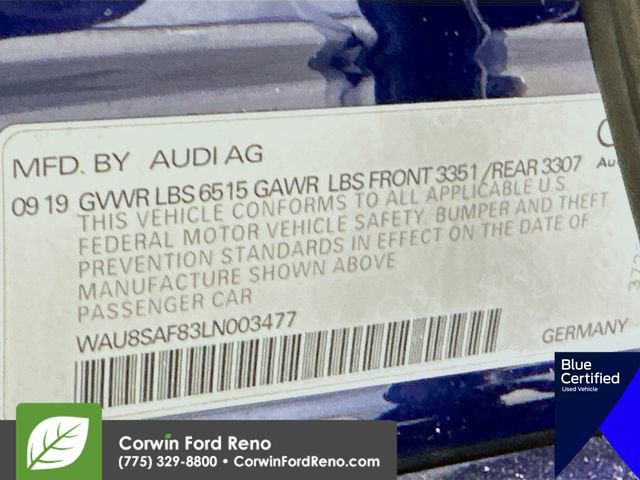 MFD. BY AUDI AG
09 19 GVWR LBS 6515 GAWR LBS FRONT 3351 /REAR 3307
THIS VEHICLE CONFORMS TO ALL APPLICABLE U.S.
FEDERAL MOTOR VEHICLE SAFETY, BUMPER AND THEFT
PREVENTION STANDARDS IN EFFECT ON THE DATE OF
MANUFACTURE SHOWN ABOVE
PASSENGER CAR
WAU8SAF83LN003477
GERMANY
Blue
Certified
Used Vehicle
Corwin Ford Reno
(775) 329-8800 • CorwinFordReno.com